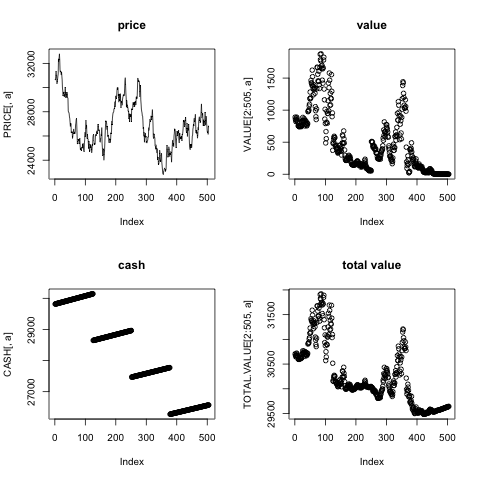 price
PRICE[, a]
24000 28000 32000
0 100 200 300 400 500
Index
value
VALUE[2:505, a]
0 500 1000 1500
0 100 200 300 400 500
Index
cash
CASH[, a]
27000 29000
0 100 200 300 400 500
Index
total value
TOTAL.VALUE[2:505, a]
29500 30500 31500
0 100 200 300 400 500
Index